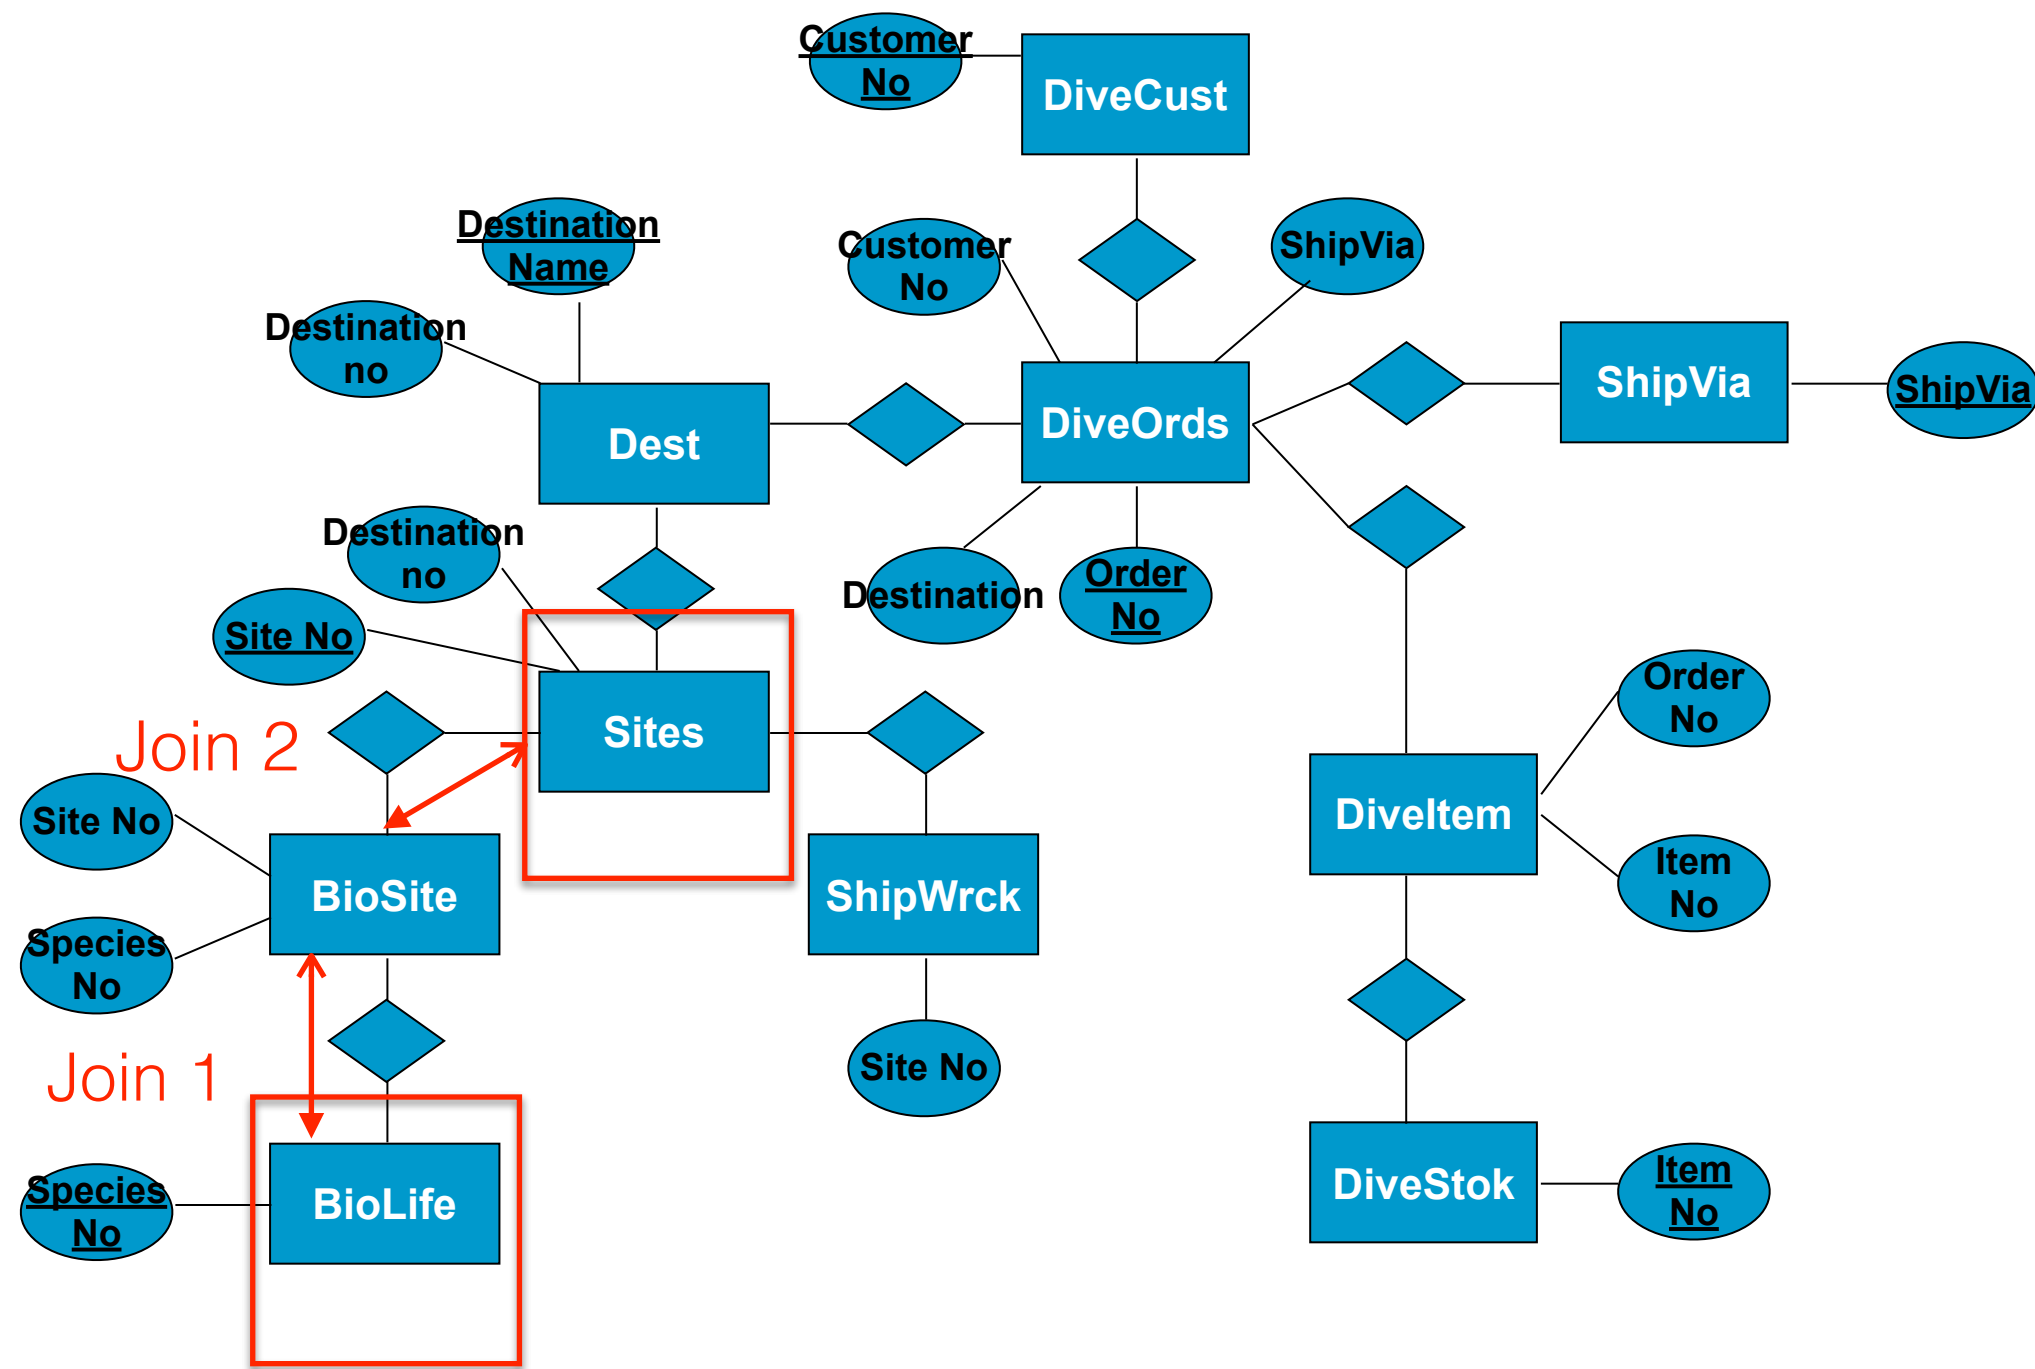 Customer
No
DiveCust
Destination
Name
Customer
No
ShipVia
Destination
no
Dest
DiveOrds
ShipVia
ShipVia
Destination
no
Destination
Order
No
Site No
Sites
Join 2
Order
No
Site No
DiveItem
BioSite
ShipWrck
Item
No
Species
No
Join 1
Site No
Species
No
BioLife
DiveStok
Item
No